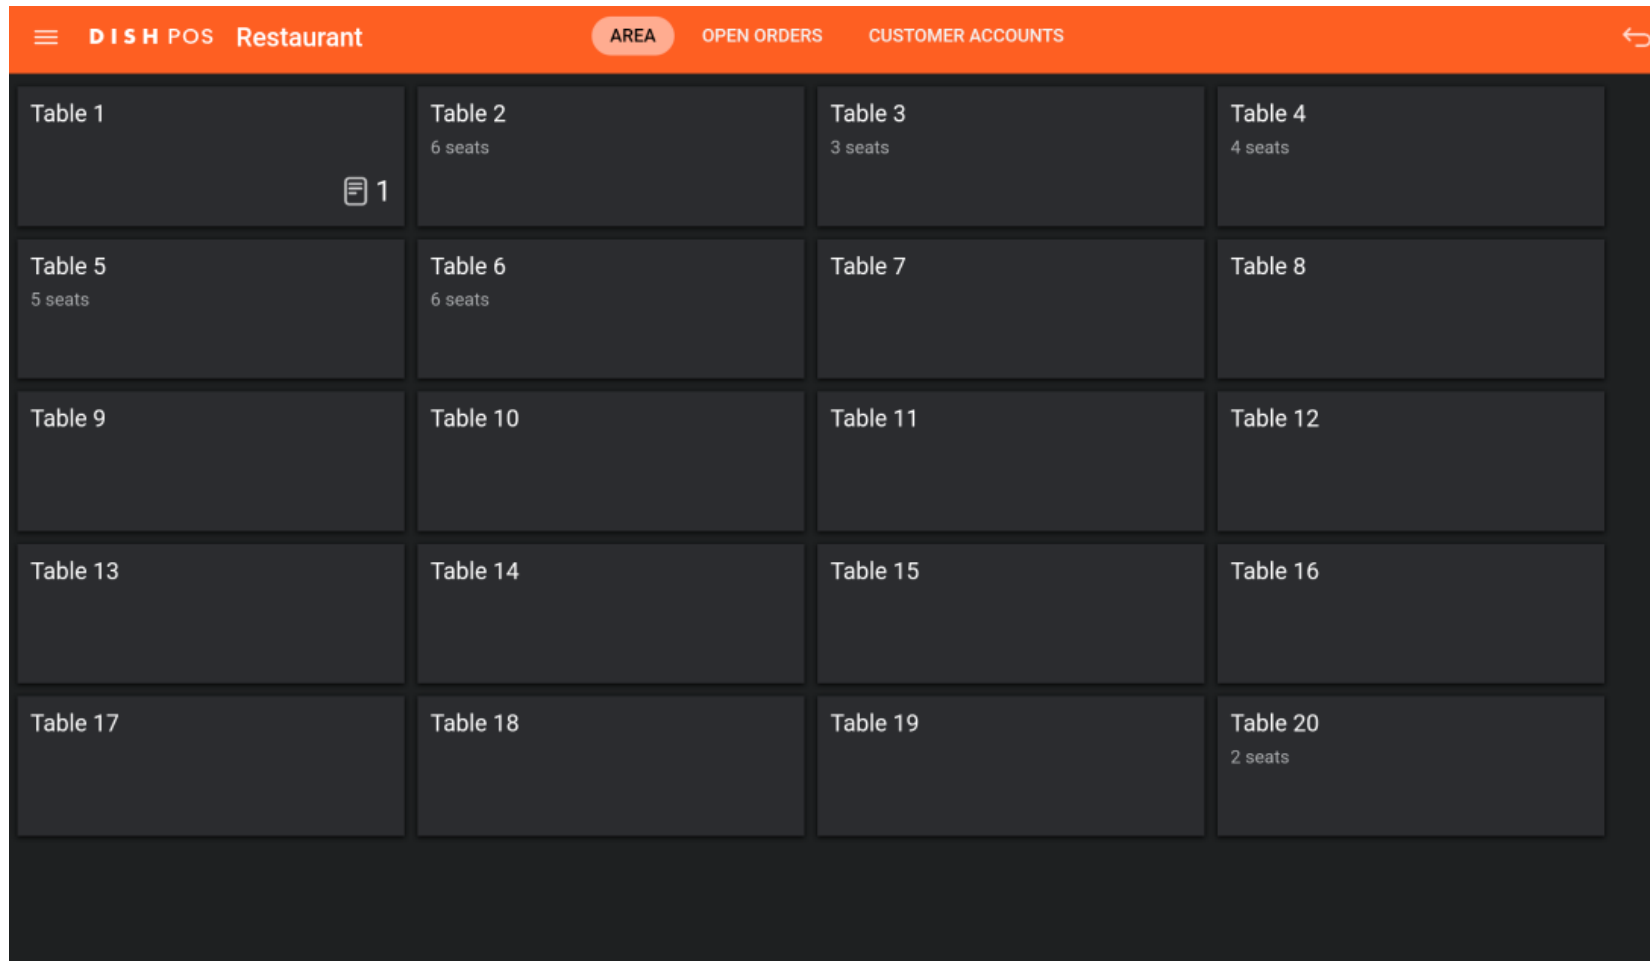 DISH POS Restaurant AREA OPEN ORDERS CUSTOMER ACCOUNTS
Table 1 Table 2 Table 3 Table 4
6 seats 3 seats 4 seats
1
Table 5 Table 6 Table 7 Table 8
5 seats 6 seats
Table 9 Table 10 Table 11 Table 12
Table 13 Table 14 Table 15 Table 16
Table 17 Table 18 Table 19 Table 20
2 seats